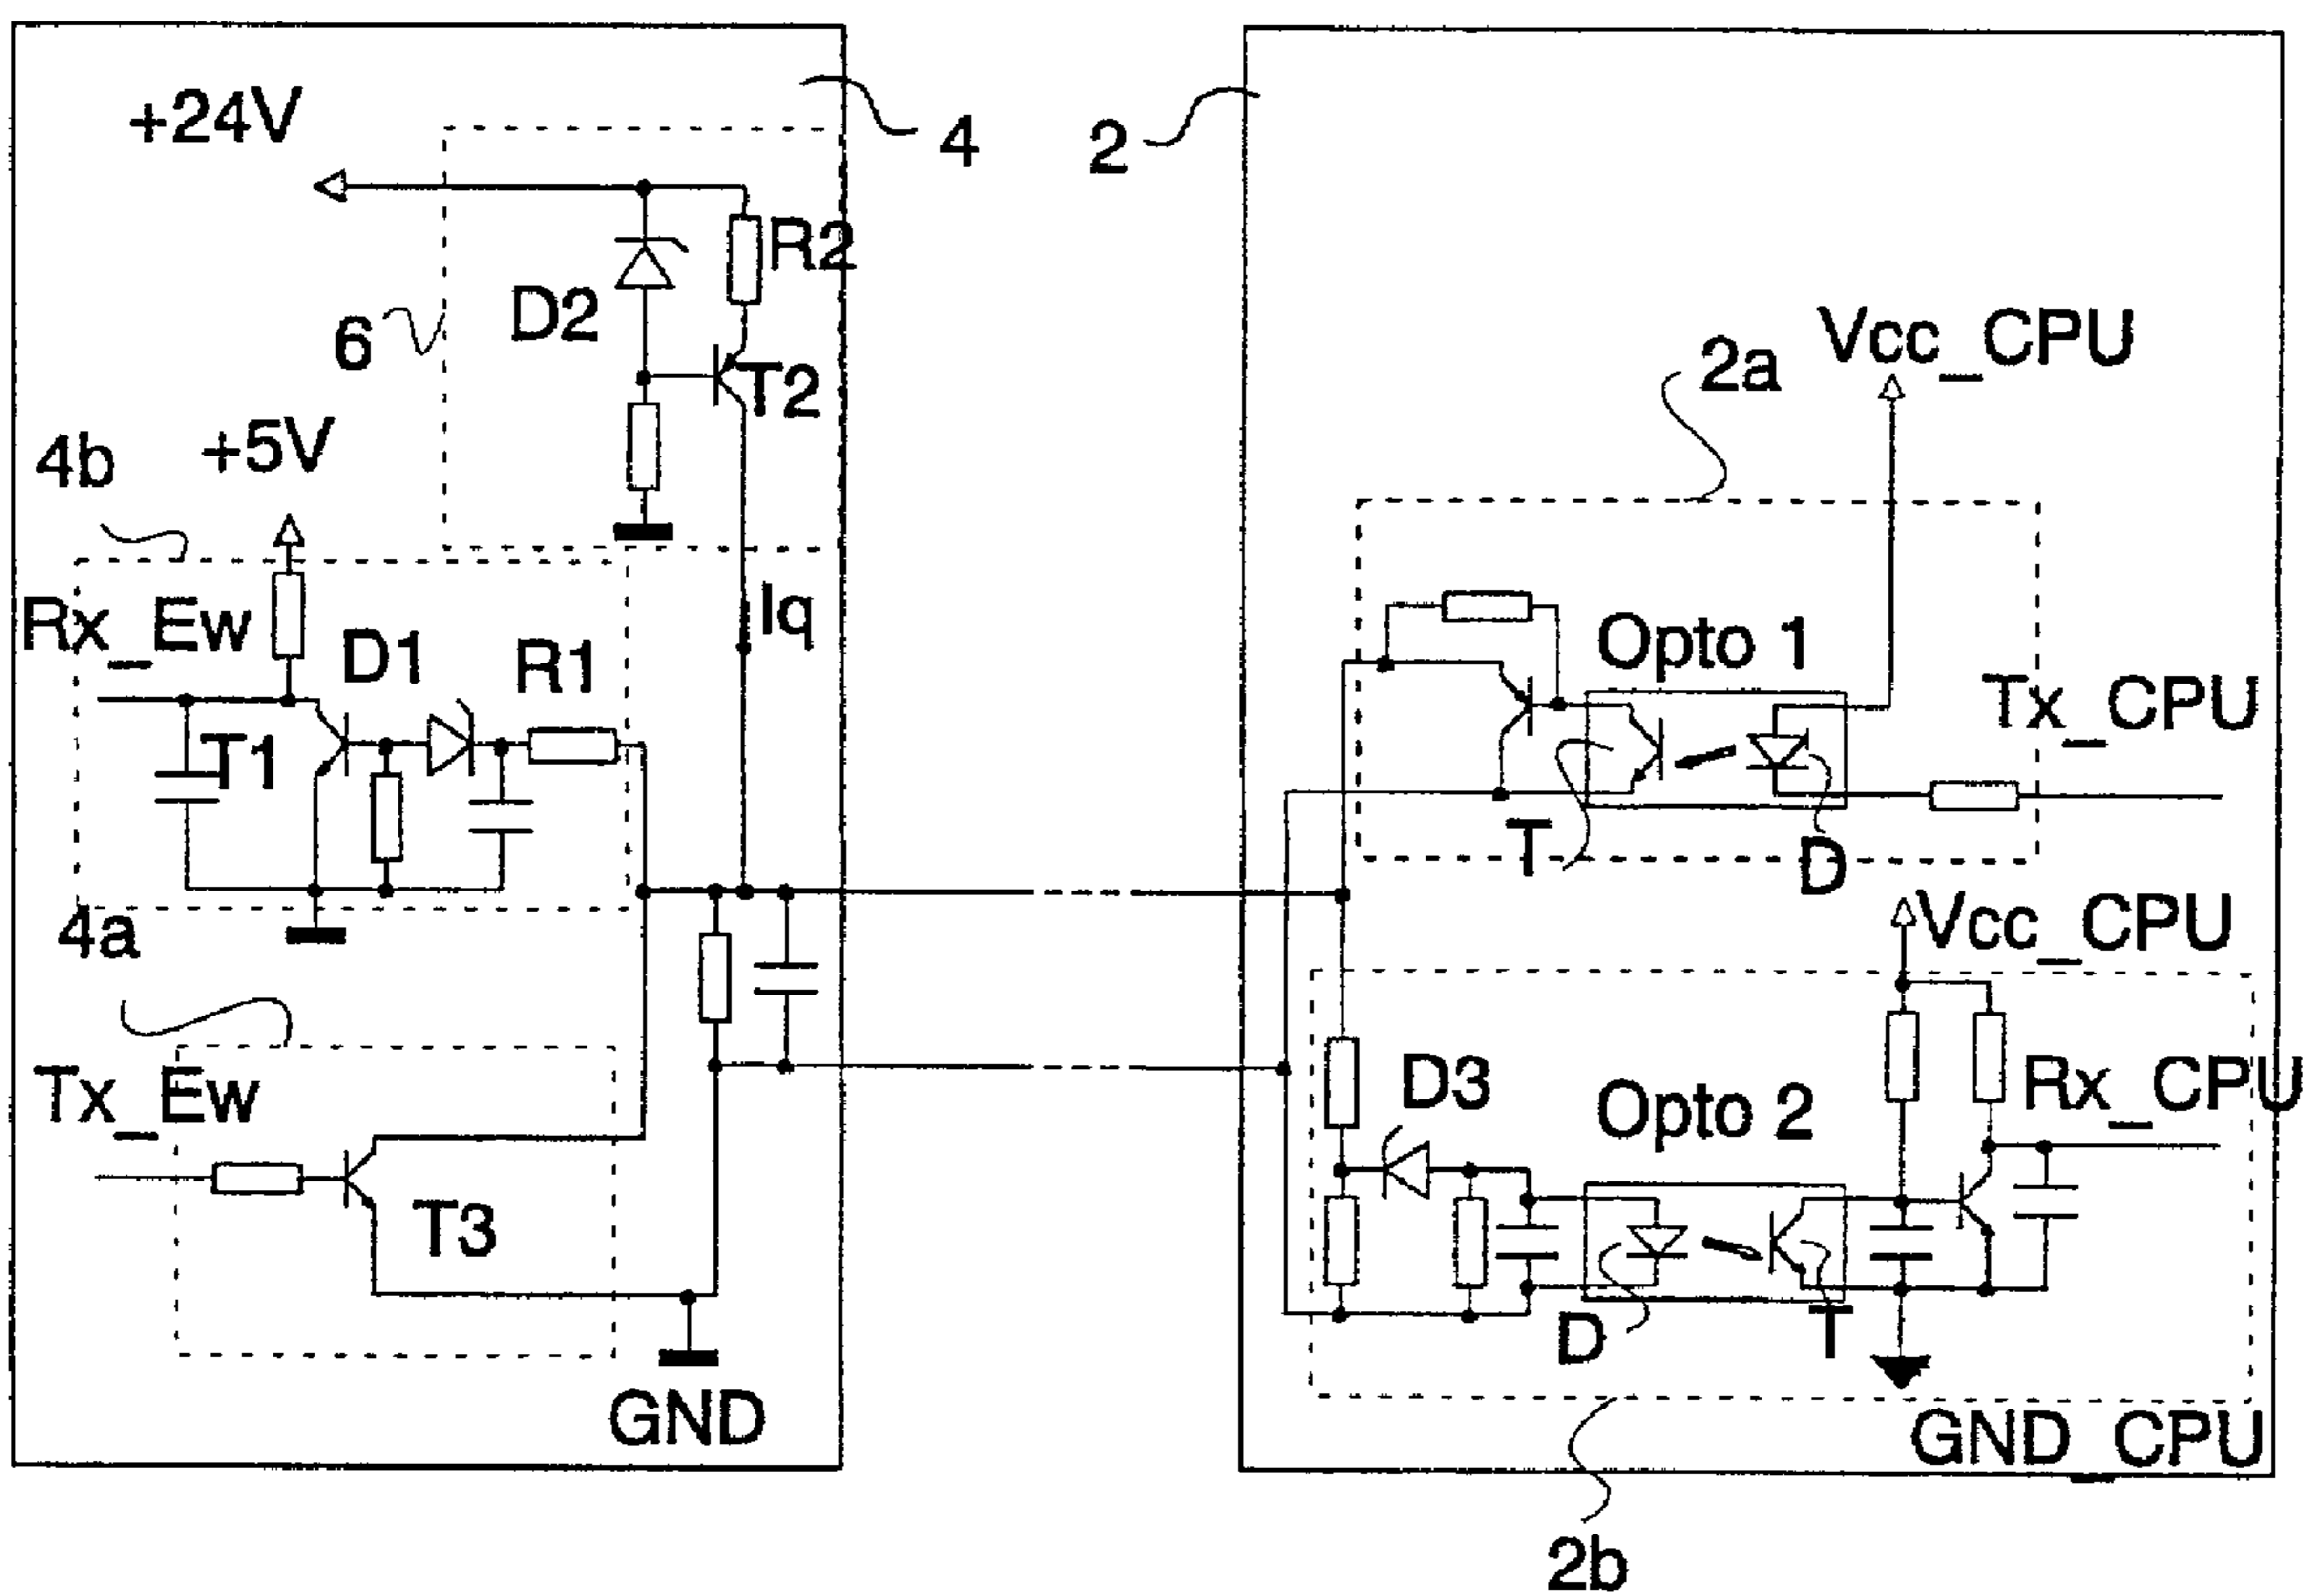 +24V
4
2
R2
D2
6
T2
Vcc_CPU
2a
+5V
4b
Iq
Rx_Ew
D1
R1
Opto 1
Tx_CPU
T1
T
D
4a
Vcc_CPU
Tx_Ew
D3
Opto 2
Rx_CPU
T3
D
T
GND
GND_CPU
2b